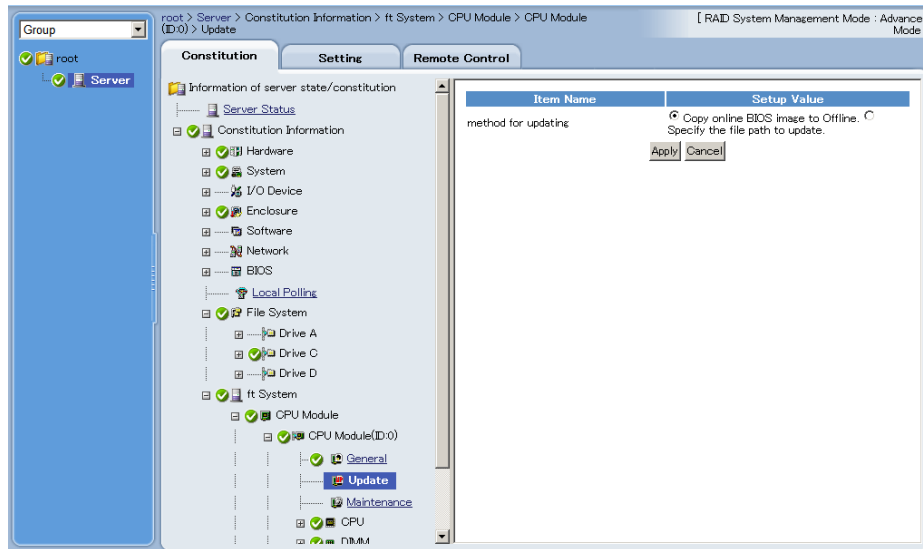 Group
root
Server
root > Server > Constitution Information > ft System > CPU Module > CPU Module
(ID:0) > Update
[ RAID System Management Mode : Advance
Mode
Constitution
Setting
Remote Control
Information of server state/constitution
Server Status
Constitution Information
Hardware
System
I/O Device
Enclosure
Software
Network
BIOS
Local Polling
File System
Drive A
Drive C
Drive D
ft System
CPU Module
CPU Module(ID:0)
General
Update
Maintenance
CPU
DIMM
Item Name Setup Value
method for updating
Copy online BIOS image to Offline.
Specify the file path to update.
Apply Cancel